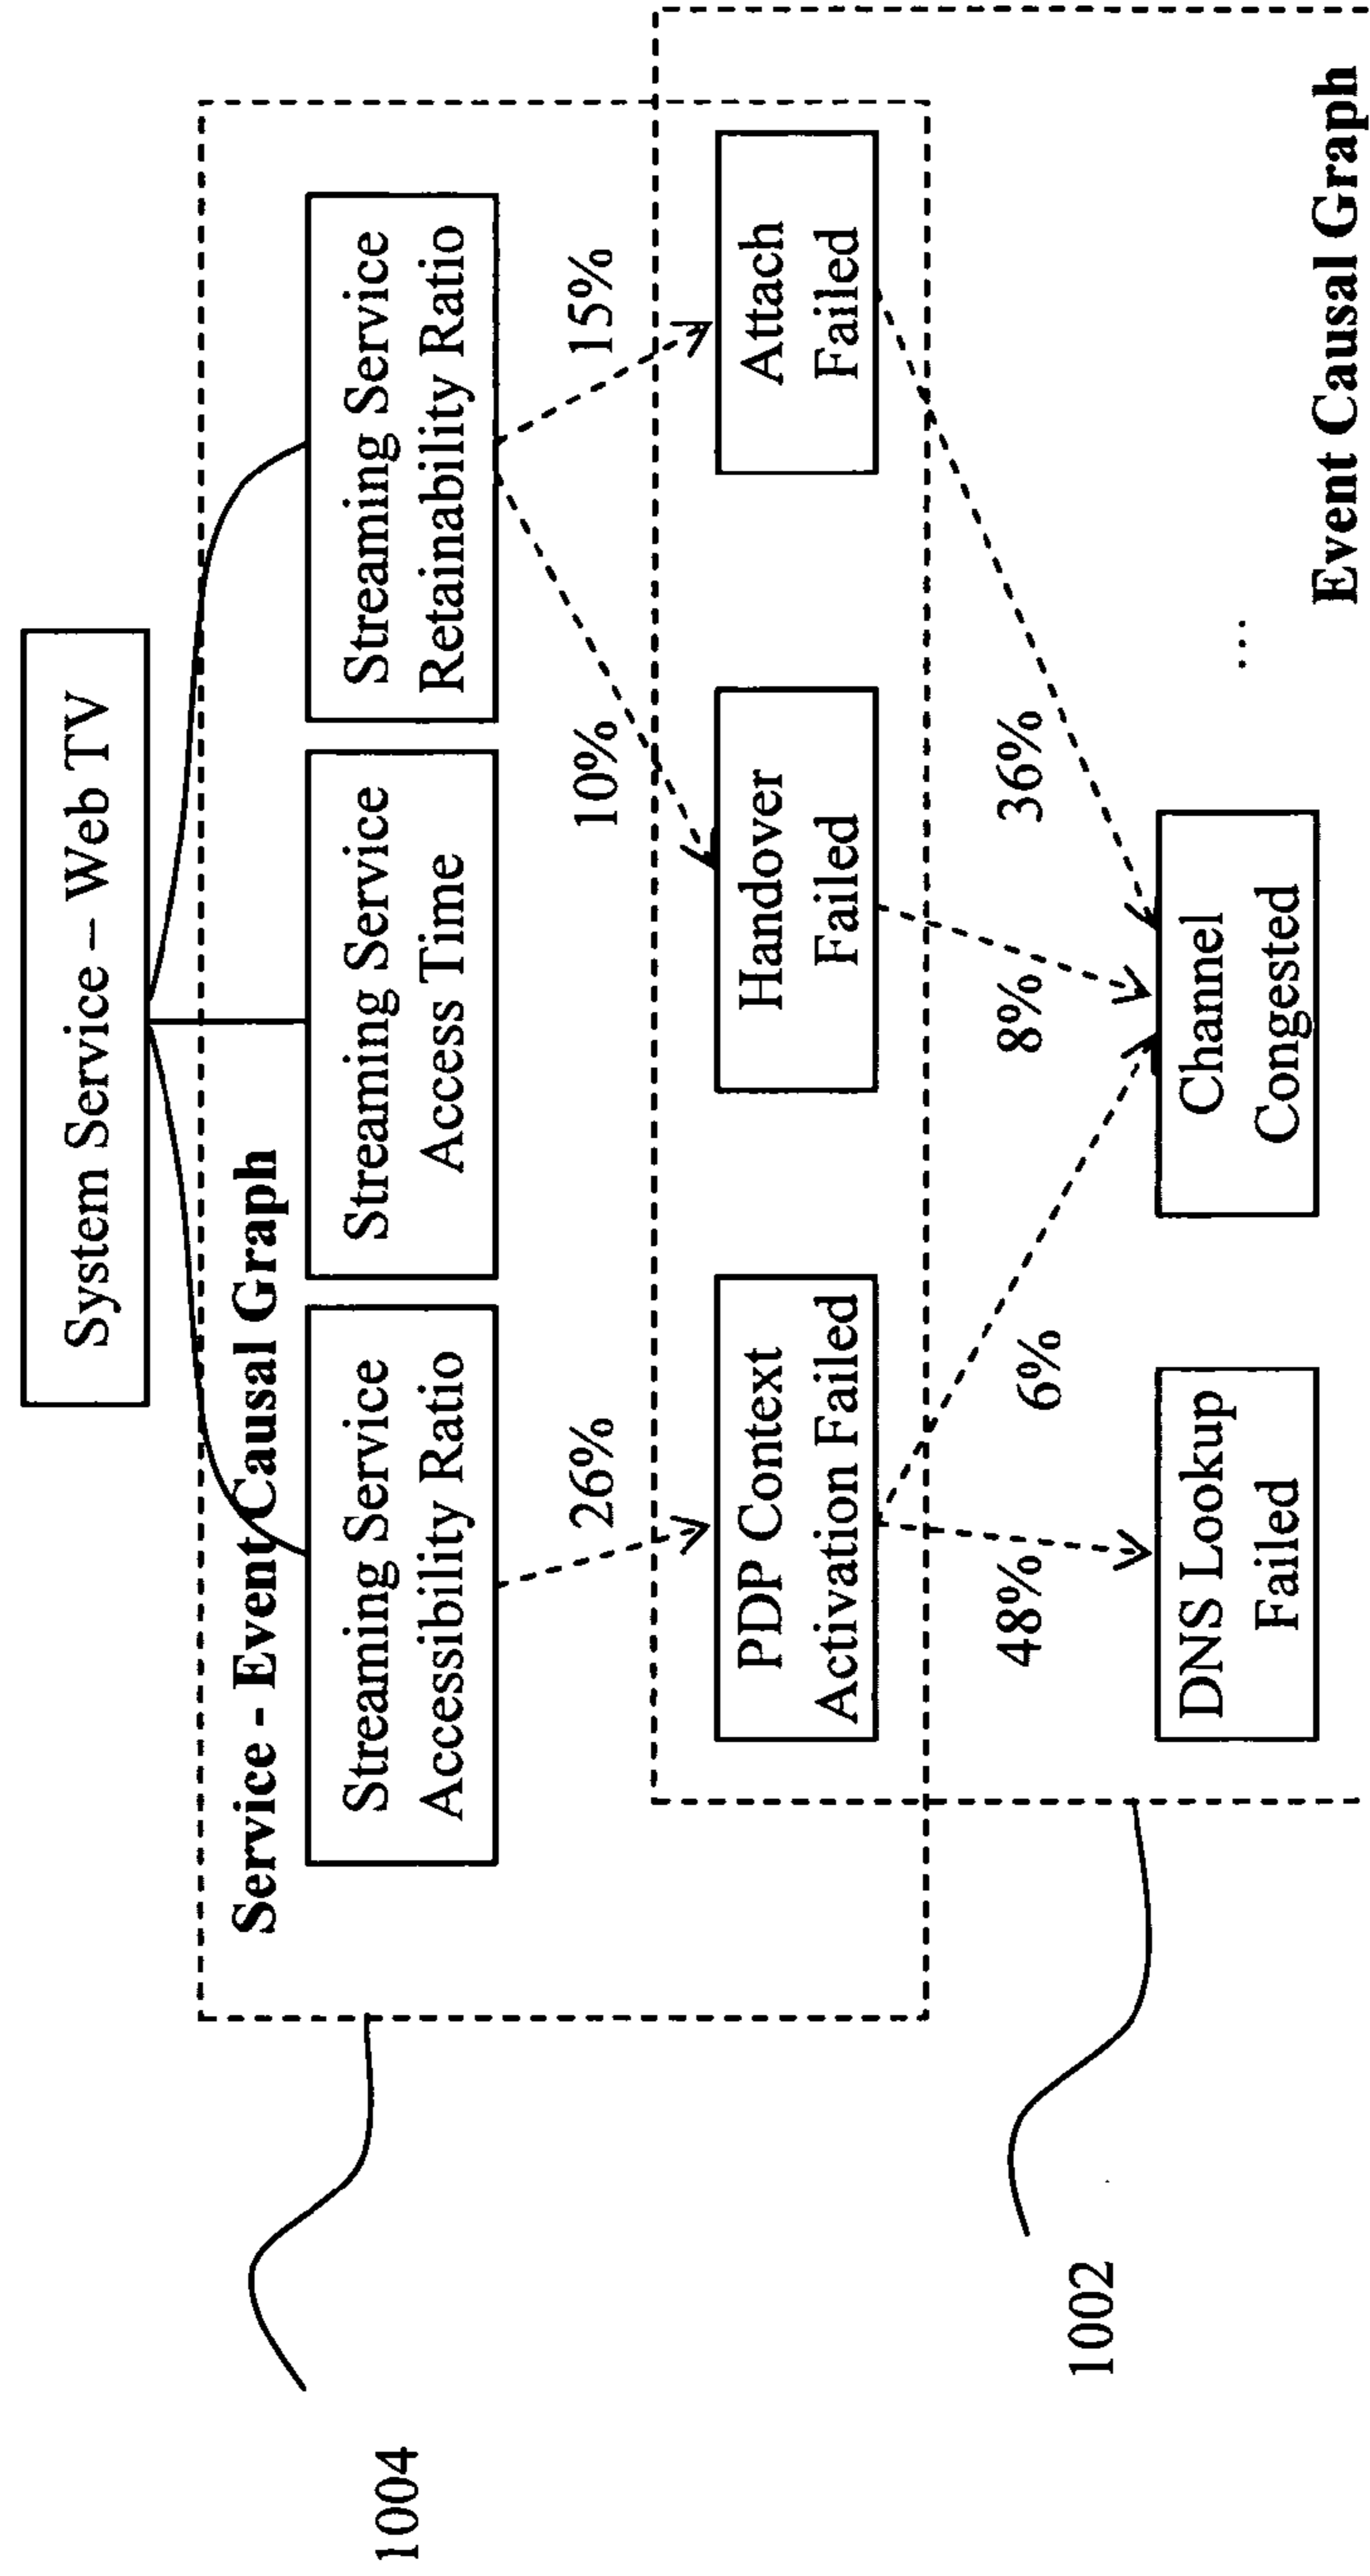 System Service – Web TV
Service - Event Causal Graph
Streaming Service
Accessibility Ratio
Streaming Service
Access Time
Streaming Service
Retainability Ratio
26%
10%
15%
PDP Context
Activation Failed
Handover
Failed
Attach
Failed
48%
6%
8%
36%
DNS Lookup
Failed
Channel
Congested
...
Event Causal Graph
1004
1002